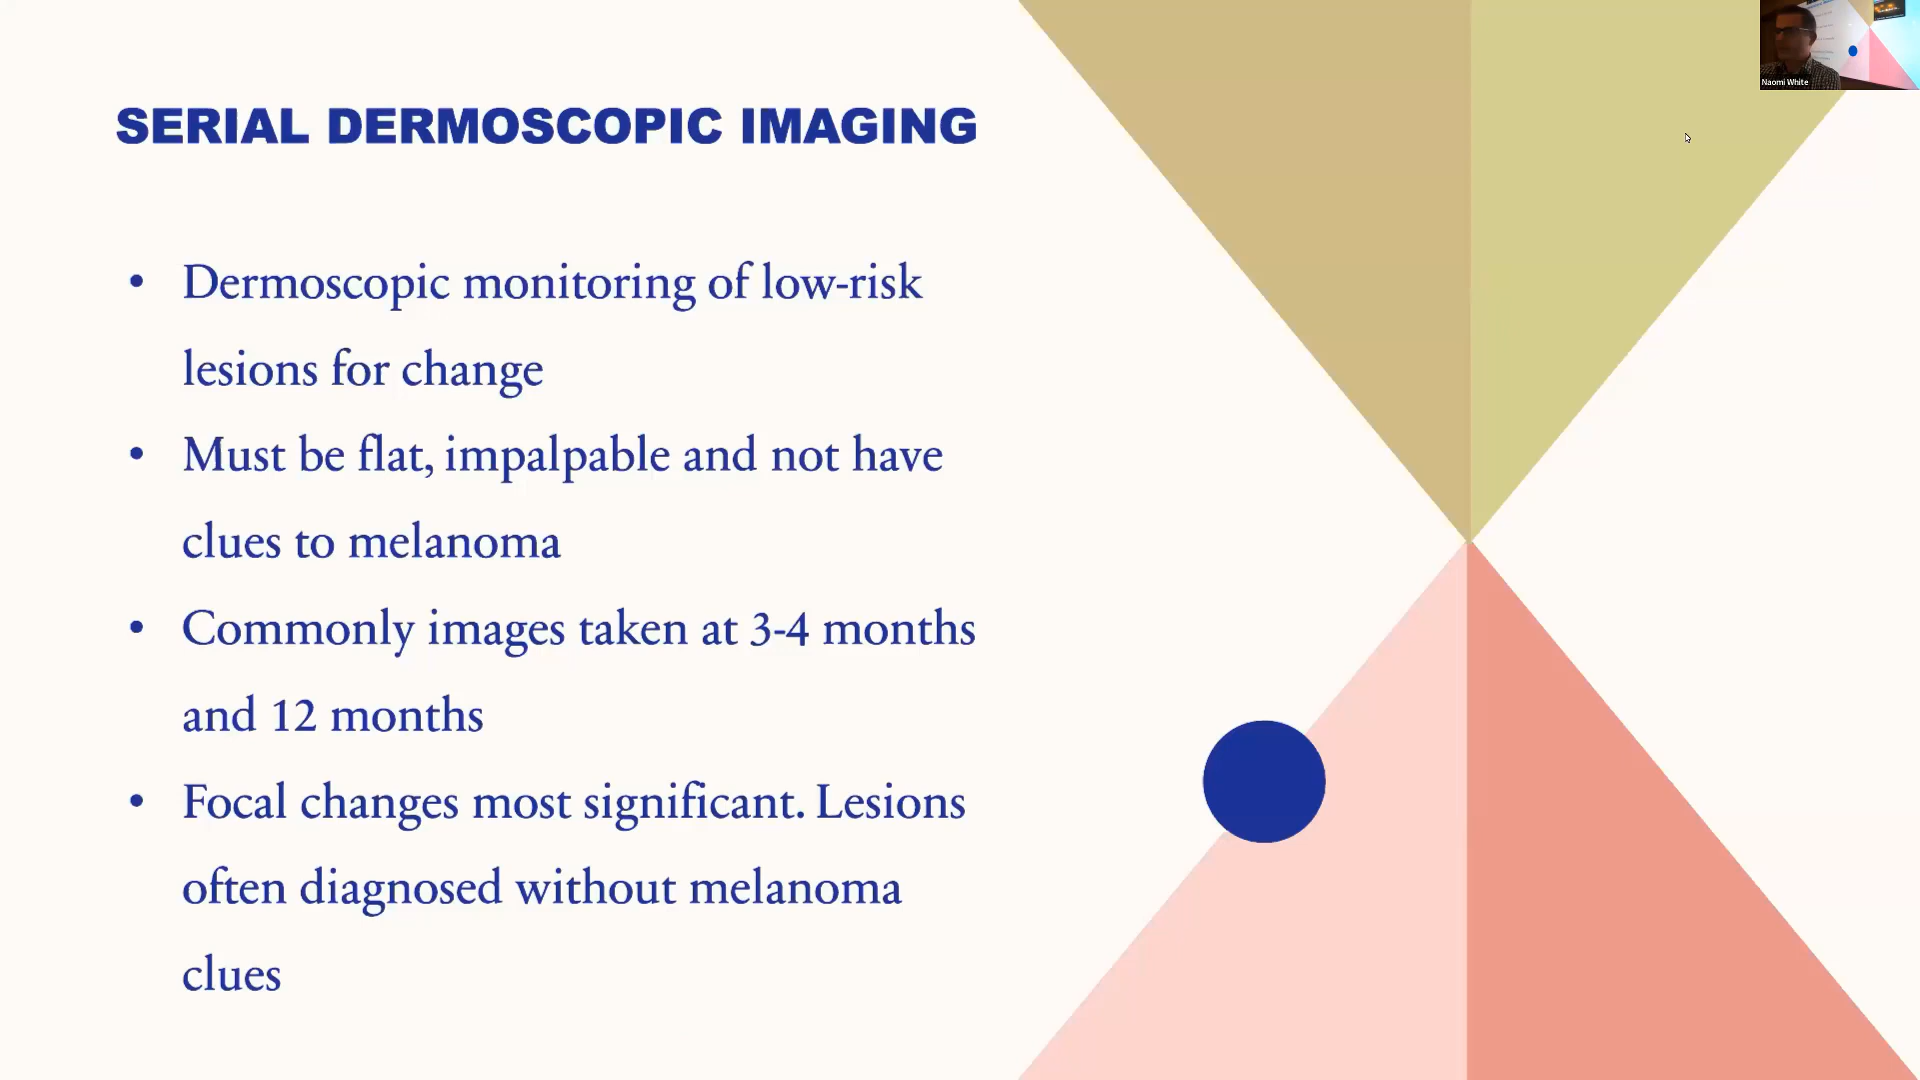 SERIAL DERMOSCOPIC IMAGING
• Dermoscopic monitoring of low-risk
lesions for change
• Must be flat, impalpable and not have
clues to melanoma
• Commonly images taken at 3-4 months
and 12 months
• Focal changes most significant. Lesions
often diagnosed without melanoma
clues
Naomi White